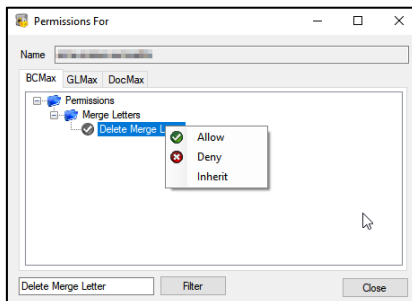 Permissions For
Name
BCMax GLMax DocMax
Permissions
Merge Letters
Delete Merge L
Allow
Deny
Inherit
Delete Merge Letter Filter Close